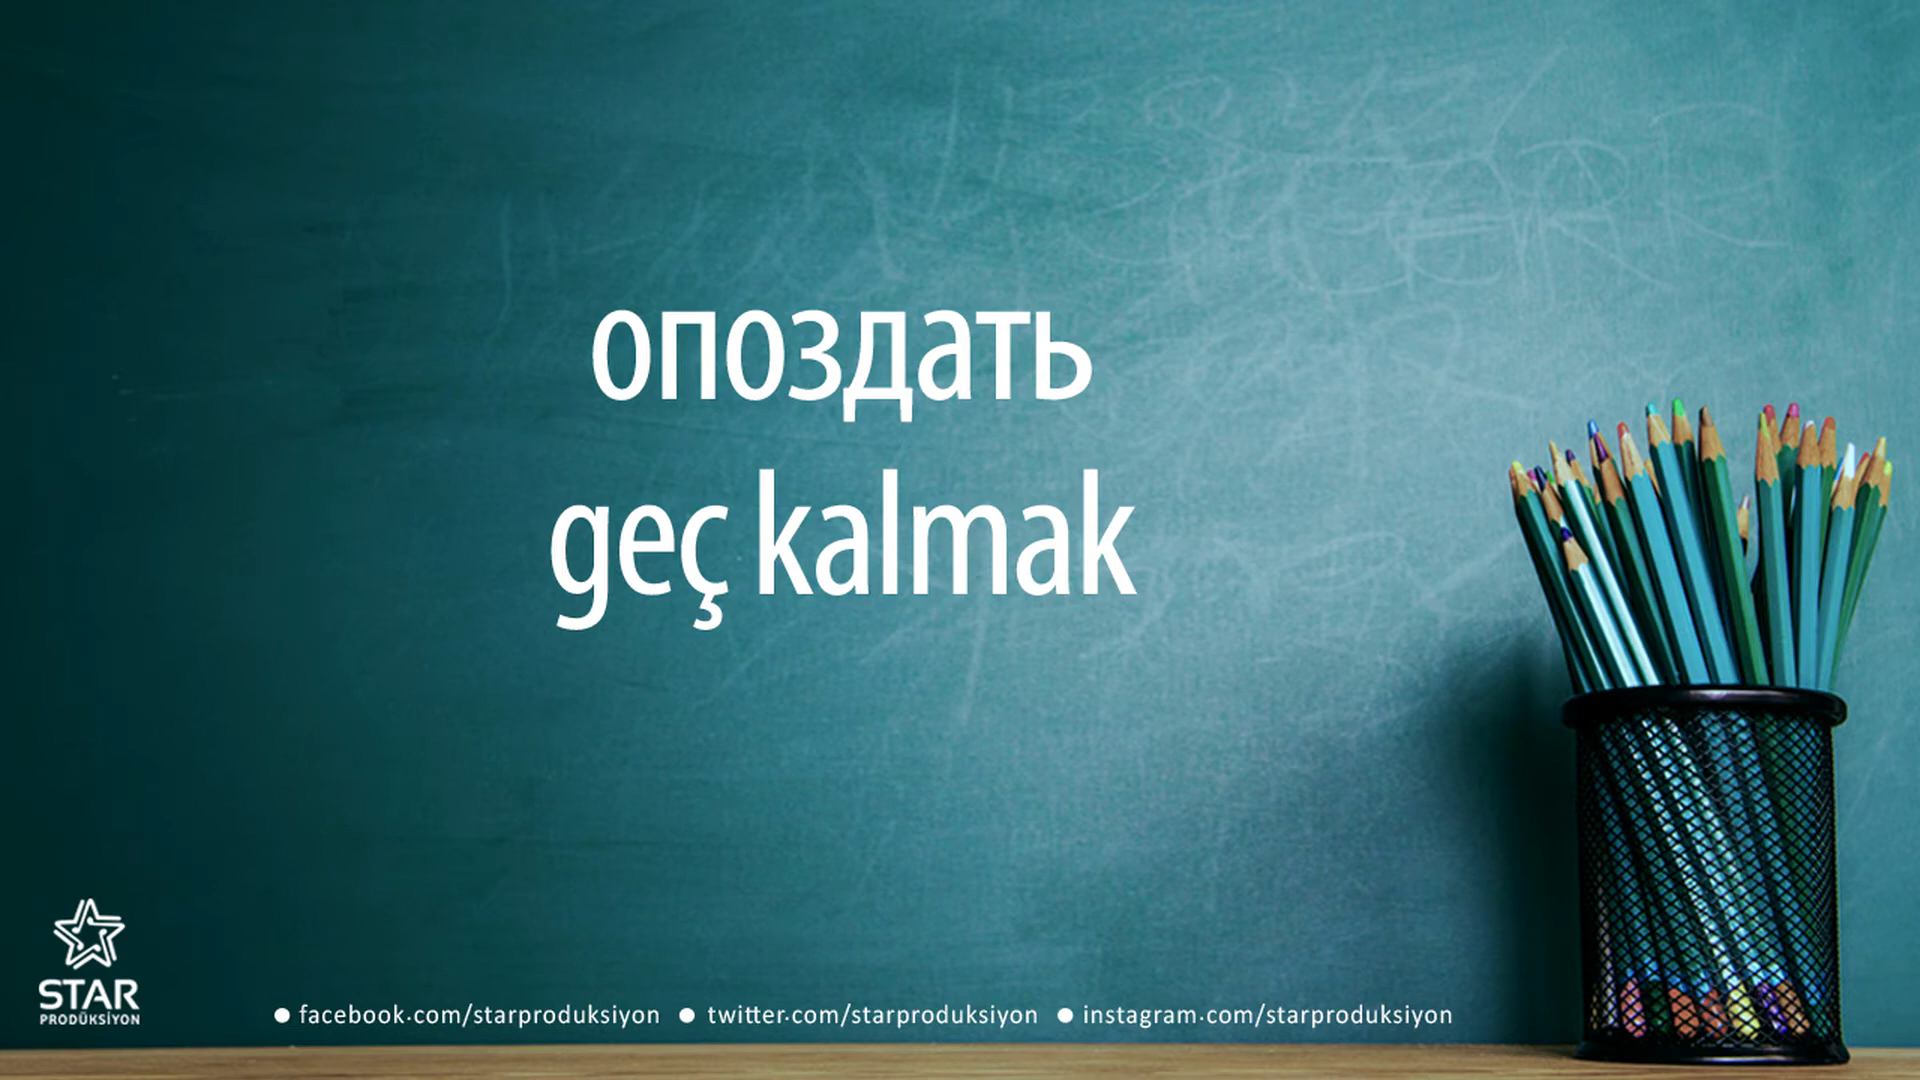 опоздать
geç kalmak
STAR
PRODÜKSİYON
● facebook.com/starproduksiyon ● twitter.com/starproduksiyon ● instagram.com/starproduksiyon